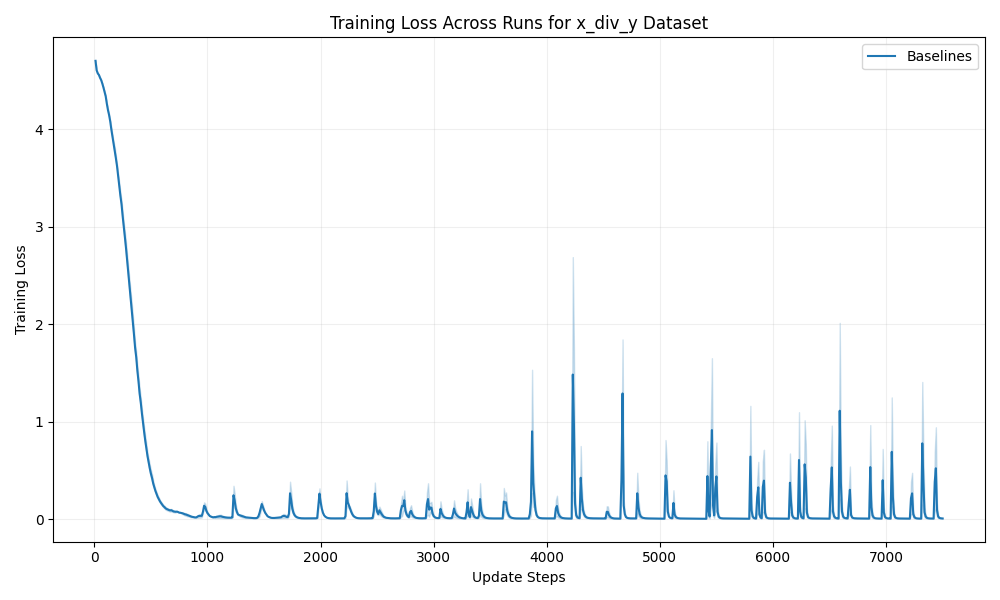 Training Loss Across Runs for x_div_y Dataset
Baselines
Training Loss
4
3
2
1
0
0 1000 2000 3000 4000 5000 6000 7000
Update Steps